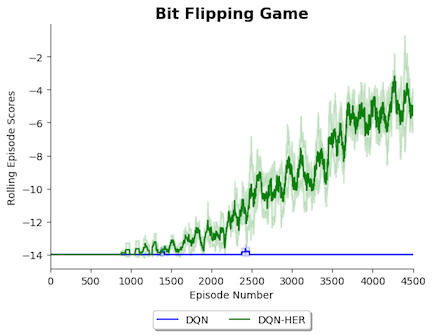 Bit Flipping Game
Rolling Episode Scores
−2
−4
−6
−8
−10
−12
−14
0 500 1000 1500 2000 2500 3000 3500 4000 4500
Episode Number
DQN DQN-HER